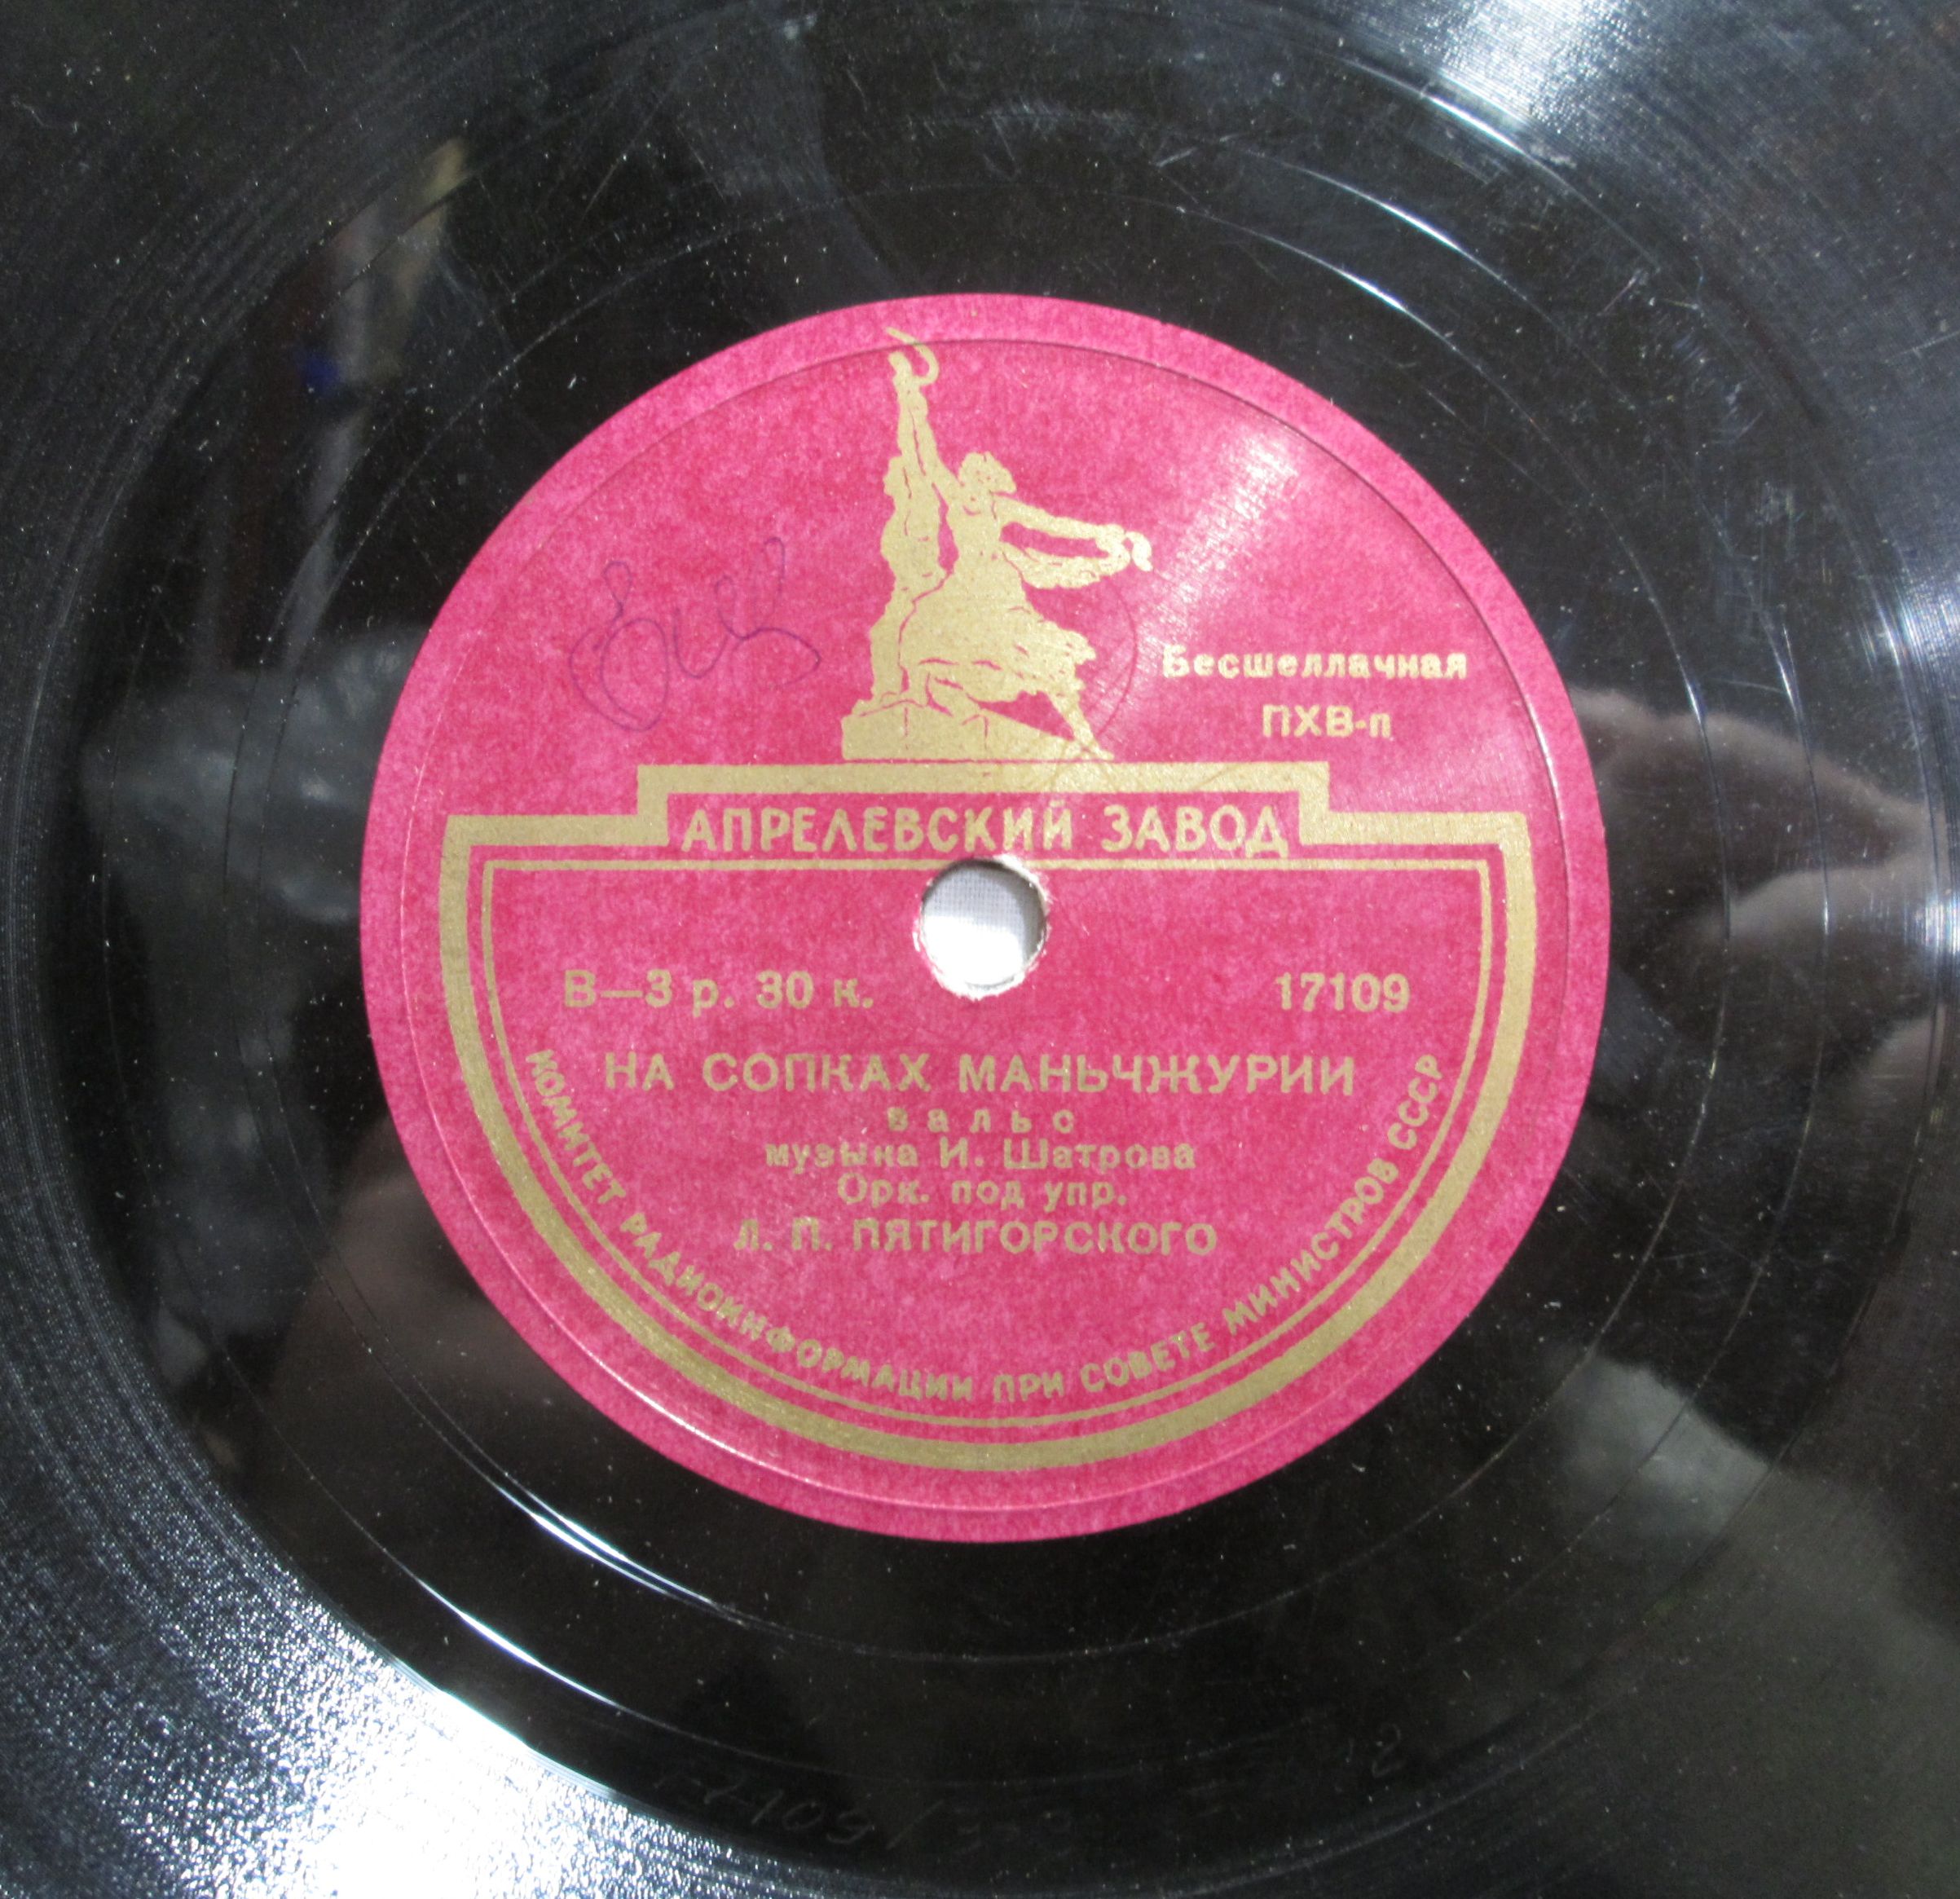 Бесшеллачная
ПХВ-п
АПРЕЛЕВСКИЙ ЗАВОД
В—3 р. 30 к. 17109
НА СОПКАХ МАНЬЧЖУРИИ
вальс
музыка И. Шатрова
Орк. под упр.
Л. П. ПЯТИГОРСКОГО
КОМИТЕТ РАДИОИНФОРМАЦИИ ПРИ СОВЕТЕ МИНИСТРОВ СССР